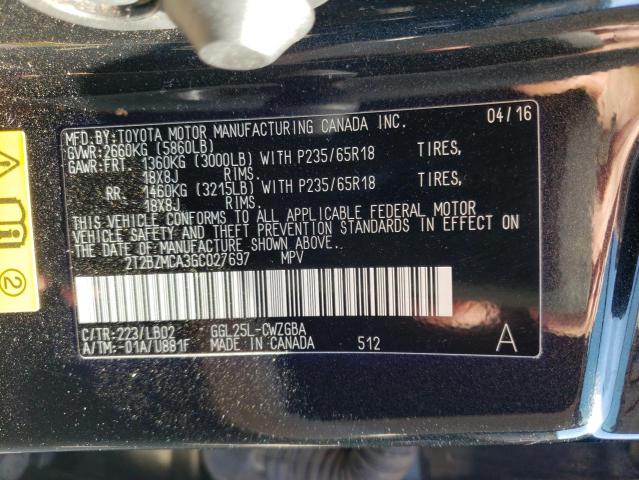 MFD.BY:TOYOTA MOTOR MANUFACTURING CANADA INC. 04/16
GVWR:2660KG (5860LB)
GAWR:FRT. 1360KG (3000LB) WITH P235/65R18 TIRES,
18X8J RIMS.
RR. 1460KG (3215LB) WITH P235/65R18 TIRES,
18X8J RIMS.
THIS VEHICLE CONFORMS TO ALL APPLICABLE FEDERAL MOTOR
VEHICLE SAFETY AND THEFT PREVENTION STANDARDS IN EFFECT ON
THE DATE OF MANUFACTURE SHOWN ABOVE.
2T2BZMCA3GC027697 MPV
C/TR:223/LB02 GGL25L-CWZGBA
A/TM:-01A/U881F MADE IN CANADA 512 A
2